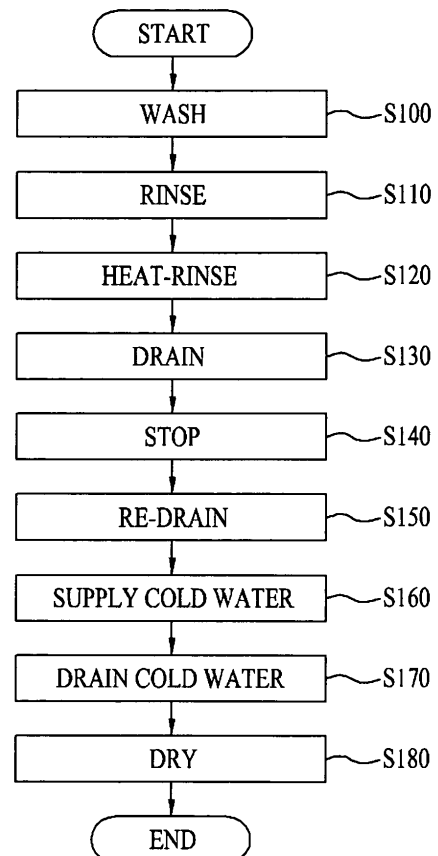 START
WASH S100
RINSE S110
HEAT-RINSE S120
DRAIN S130
STOP S140
RE-DRAIN S150
SUPPLY COLD WATER S160
DRAIN COLD WATER S170
DRY S180
END